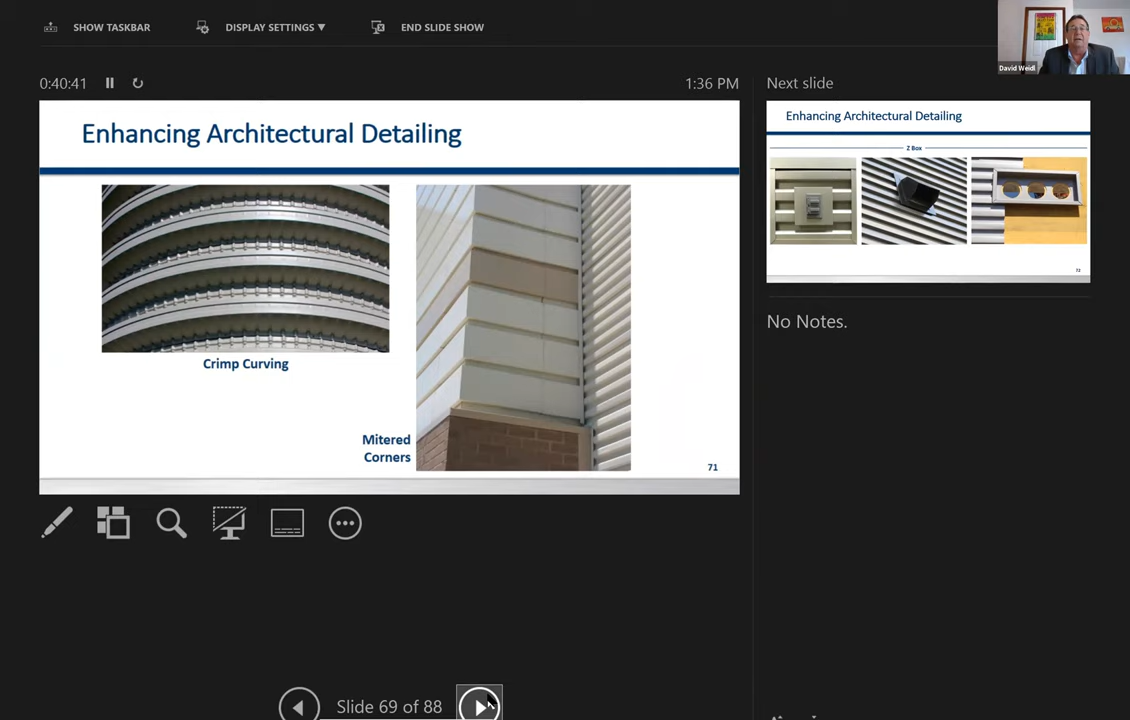 SHOW TASKBAR
DISPLAY SETTINGS ▼
END SLIDE SHOW
David Weidl
0:40:41
1:36 PM
Next slide
Enhancing Architectural Detailing
Crimp Curving
Mitered
Corners
71
Enhancing Architectural Detailing
Z Box
72
No Notes.
Slide 69 of 88